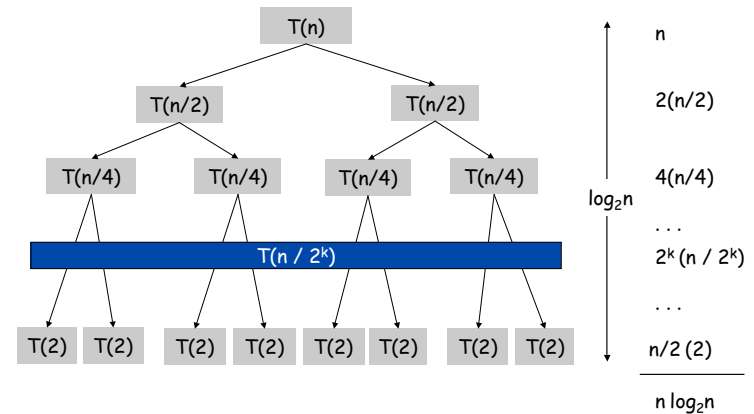 T(n) n
T(n/2) T(n/2) 2(n/2)
T(n/4) T(n/4) T(n/4) T(n/4) 4(n/4)
log₂n
. . .
T(n / 2ᵏ) 2ᵏ (n / 2ᵏ)
. . .
T(2) T(2) T(2) T(2) T(2) T(2) T(2) T(2) n/2 (2)
n log₂n